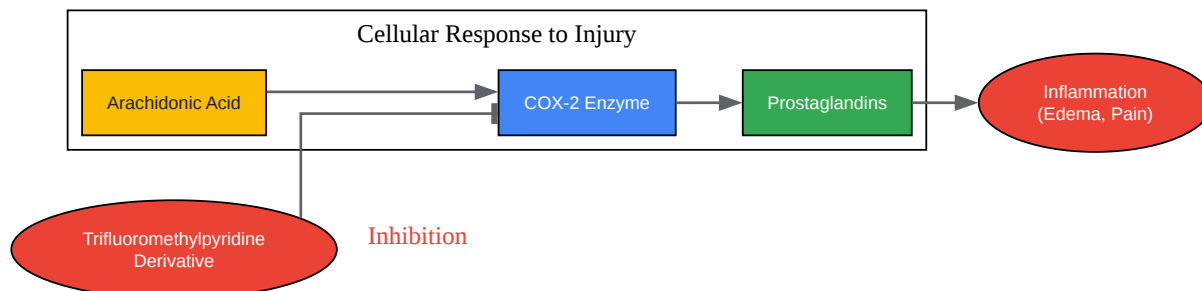 Cellular Response to Injury
Arachidonic Acid
COX-2 Enzyme
Prostaglandins
Inflammation
(Edema, Pain)
Trifluoromethylpyridine
Derivative
Inhibition